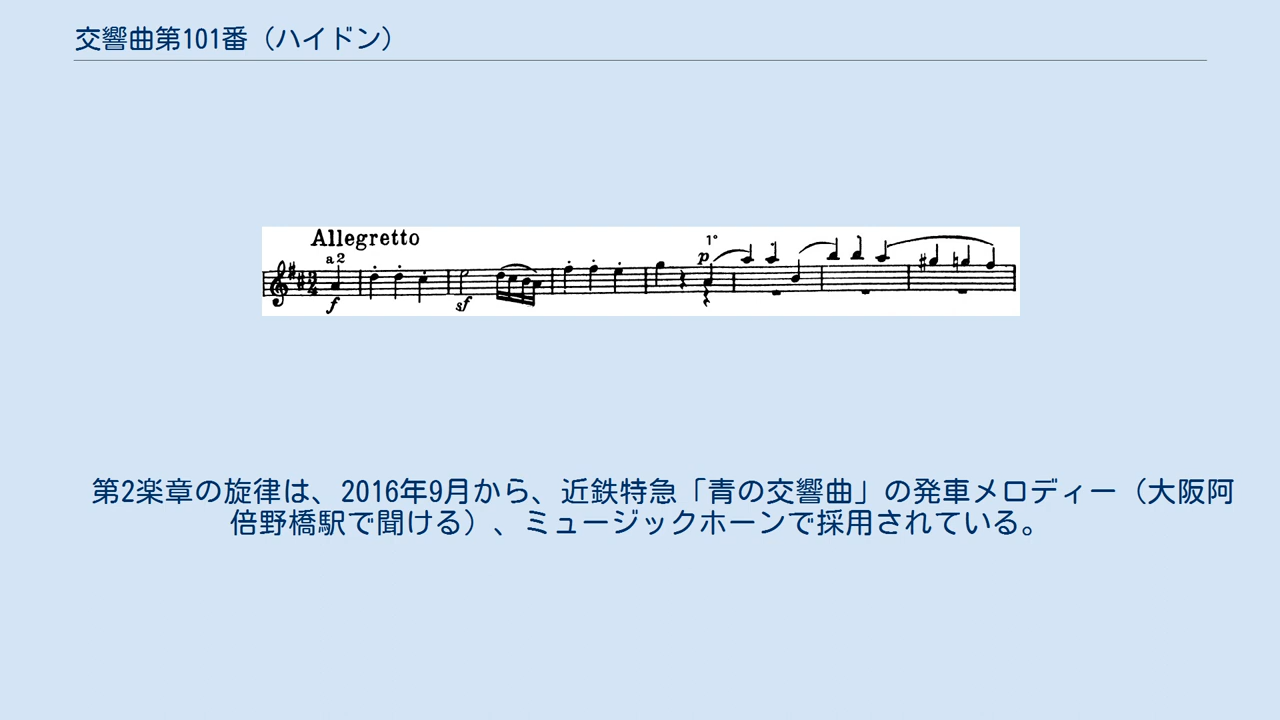 交響曲第101番（ハイドン）
Allegretto
a 2
1°
p
f
sf
第2楽章の旋律は、2016年9月から、近鉄特急「青の交響曲」の発車メロディー（大阪阿
倍野橋駅で聞ける）、ミュージックホーンで採用されている。